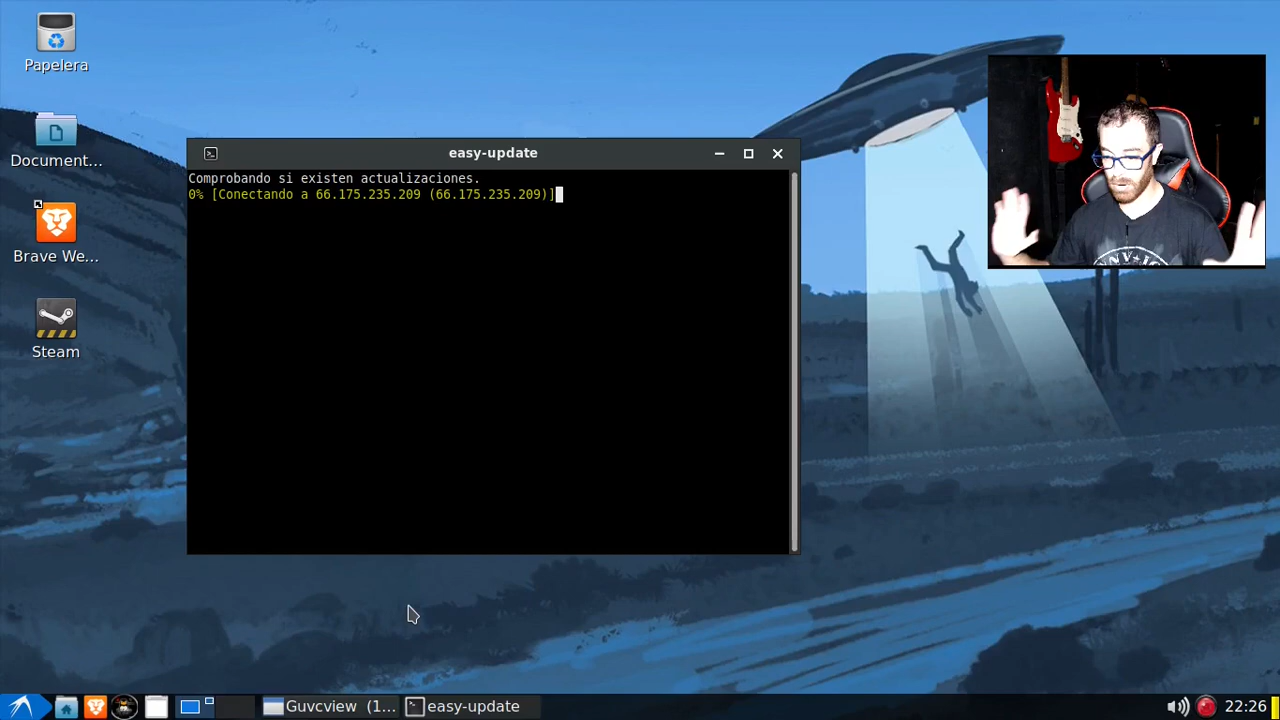 Papelera
Document...
Brave We...
Steam
easy-update
Comprobando si existen actualizaciones.
0% [Conectando a 66.175.235.209 (66.175.235.209)]
Guvcview (1...
easy-update
22:26